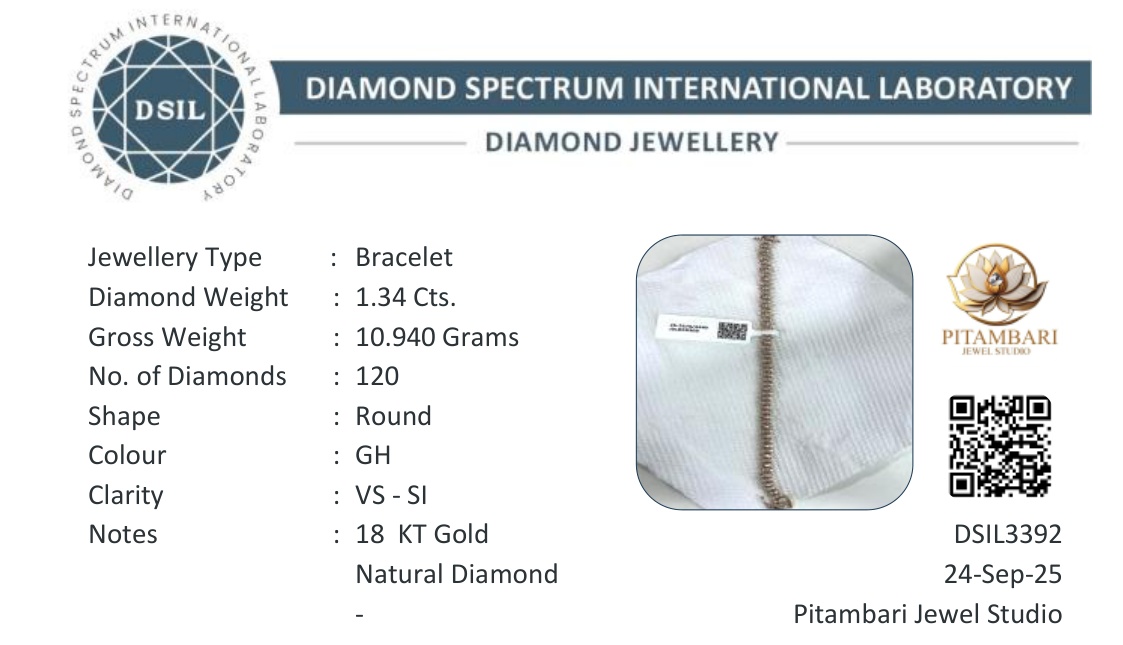 DIAMOND SPECTRUM INTERNATIONAL LABORATORY
DSIL
DIAMOND SPECTRUM INTERNATIONAL LABORATORY
DIAMOND JEWELLERY
Jewellery Type : Bracelet
Diamond Weight : 1.34 Cts.
Gross Weight : 10.940 Grams
No. of Diamonds : 120
Shape : Round
Colour : GH
Clarity : VS - SI
Notes : 18 KT Gold
Natural Diamond
-
PITAMBARI
JEWEL STUDIO
DSIL3392
24-Sep-25
Pitambari Jewel Studio